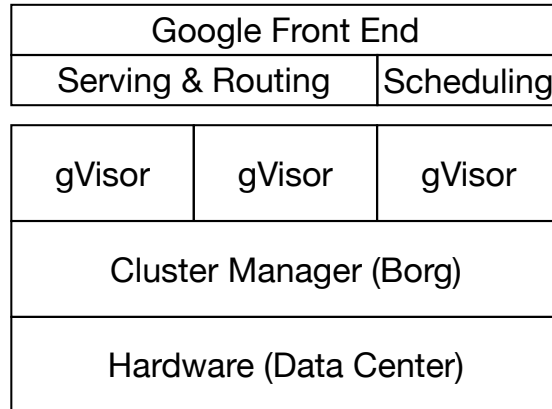 Google Front End
Serving & Routing Scheduling
gVisor gVisor gVisor
Cluster Manager (Borg)
Hardware (Data Center)